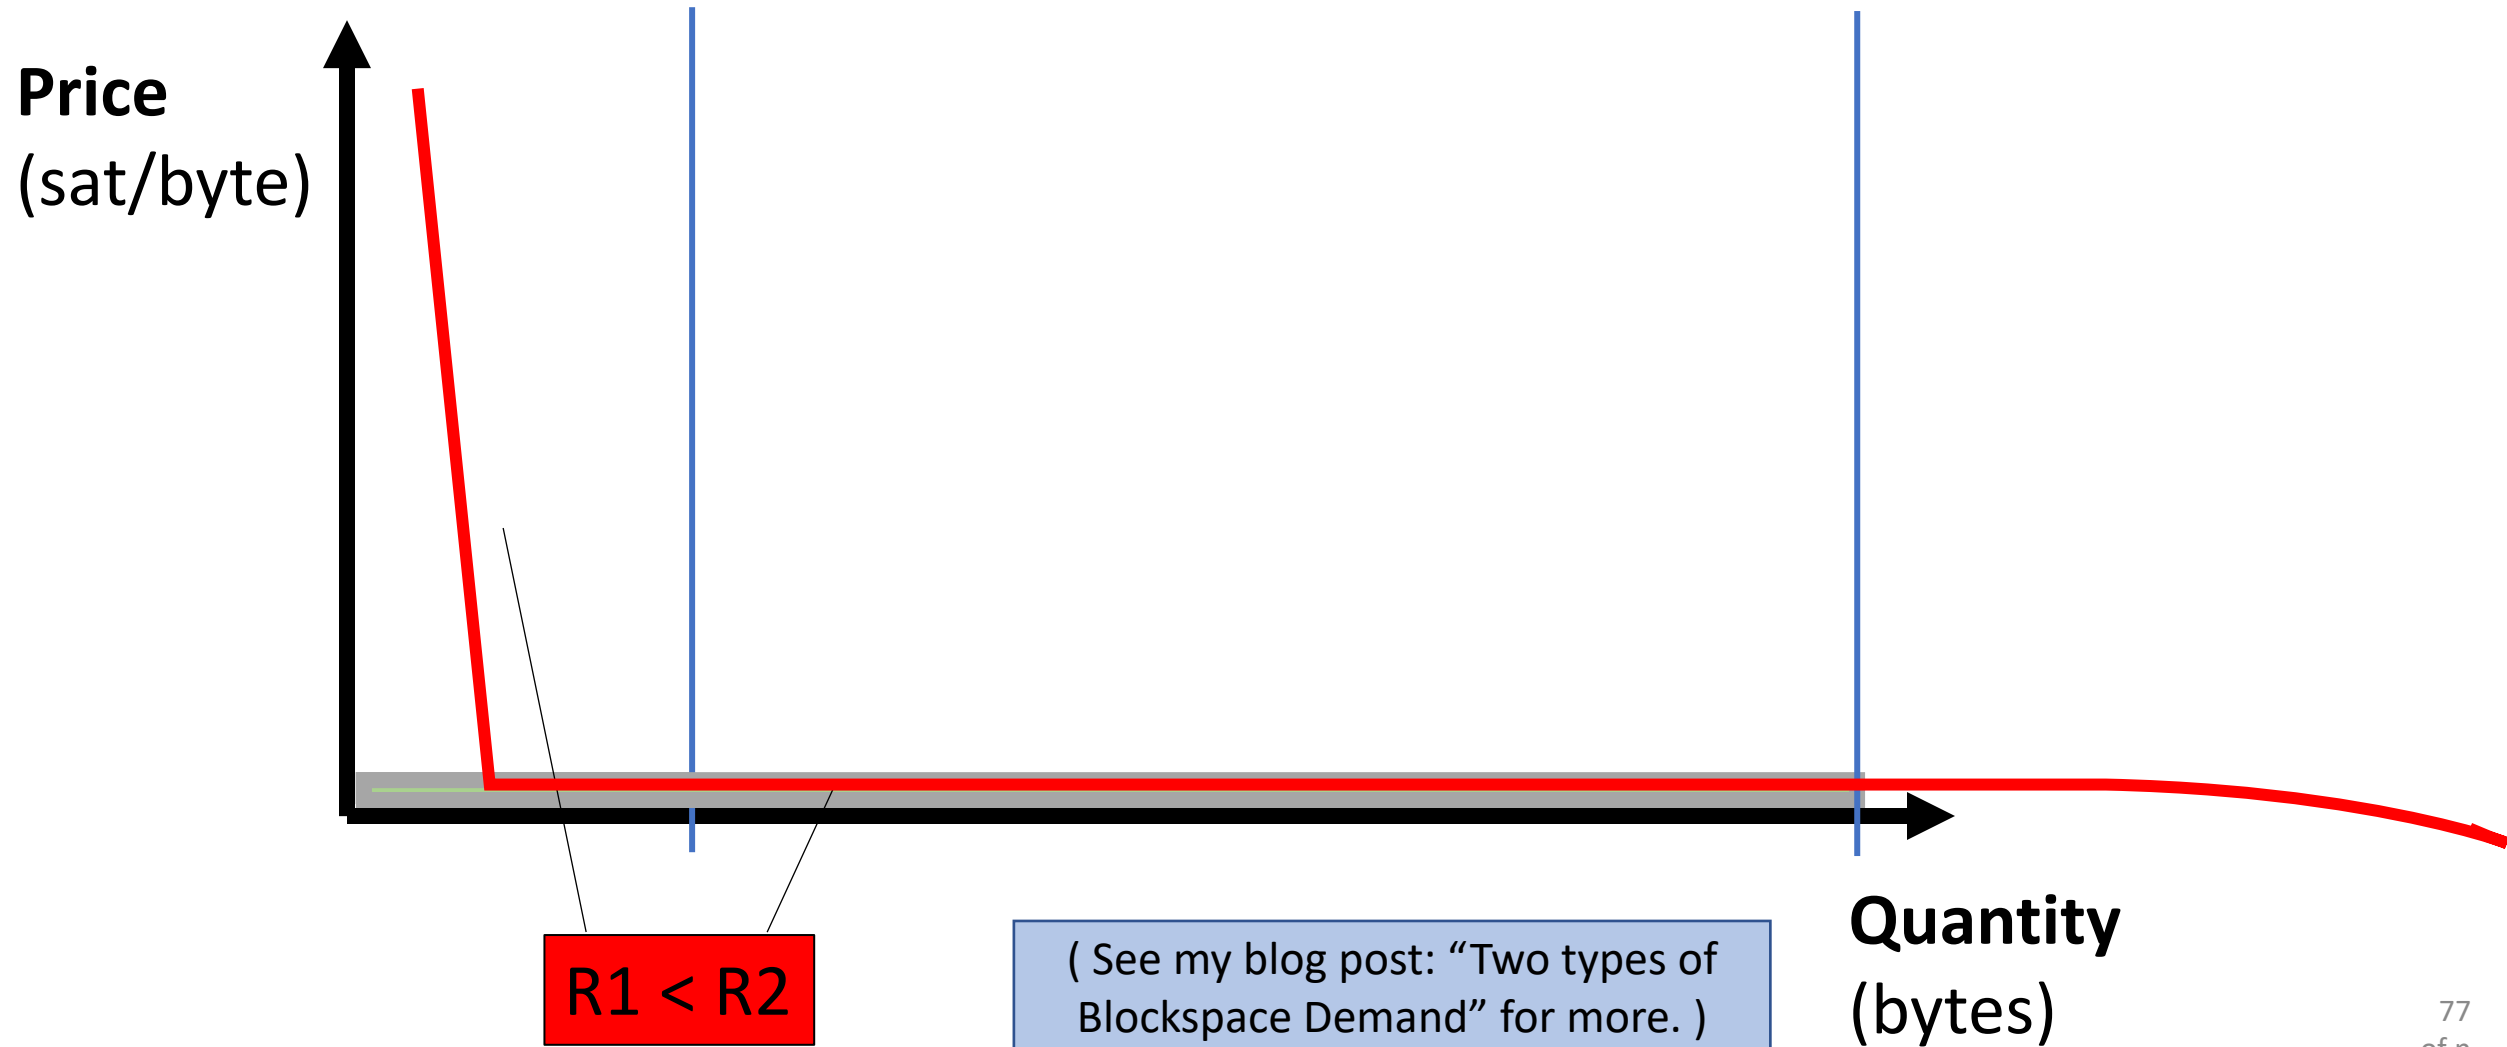 Price
(sat/byte)
R1 < R2
( See my blog post: “Two types of
Blockspace Demand” for more. )
Quantity
(bytes)
77
of n